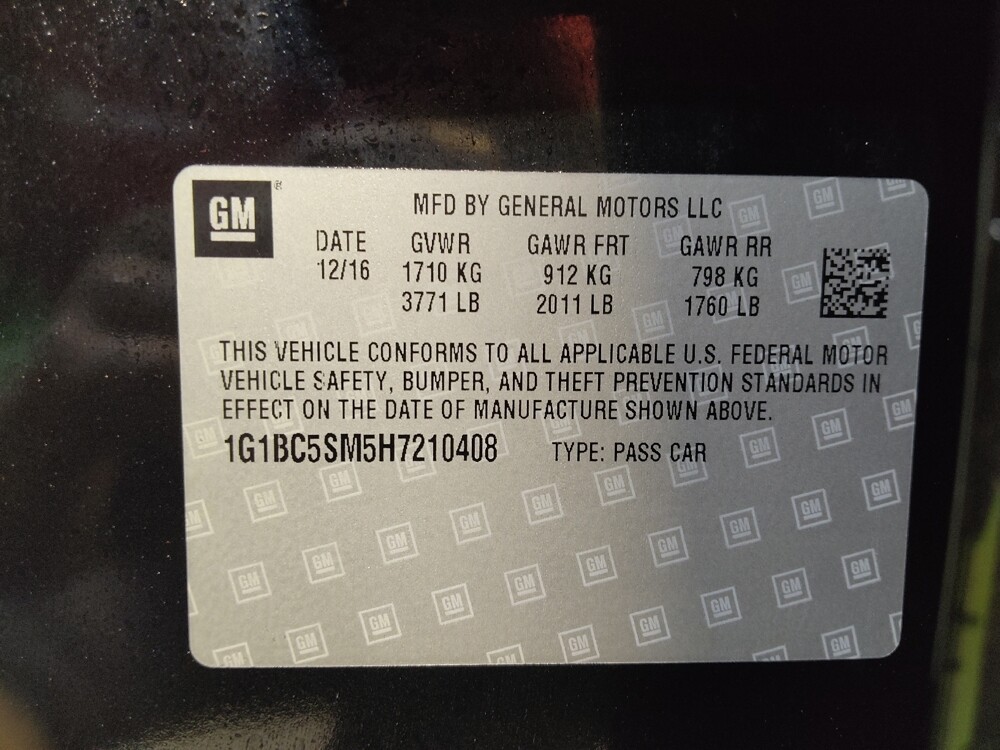 GM
MFD BY GENERAL MOTORS LLC
DATE GVWR GAWR FRT GAWR RR
12/16 1710 KG 912 KG 798 KG
3771 LB 2011 LB 1760 LB
THIS VEHICLE CONFORMS TO ALL APPLICABLE U.S. FEDERAL MOTOR
VEHICLE SAFETY, BUMPER, AND THEFT PREVENTION STANDARDS IN
EFFECT ON THE DATE OF MANUFACTURE SHOWN ABOVE.
1G1BC5SM5H7210408 TYPE: PASS CAR